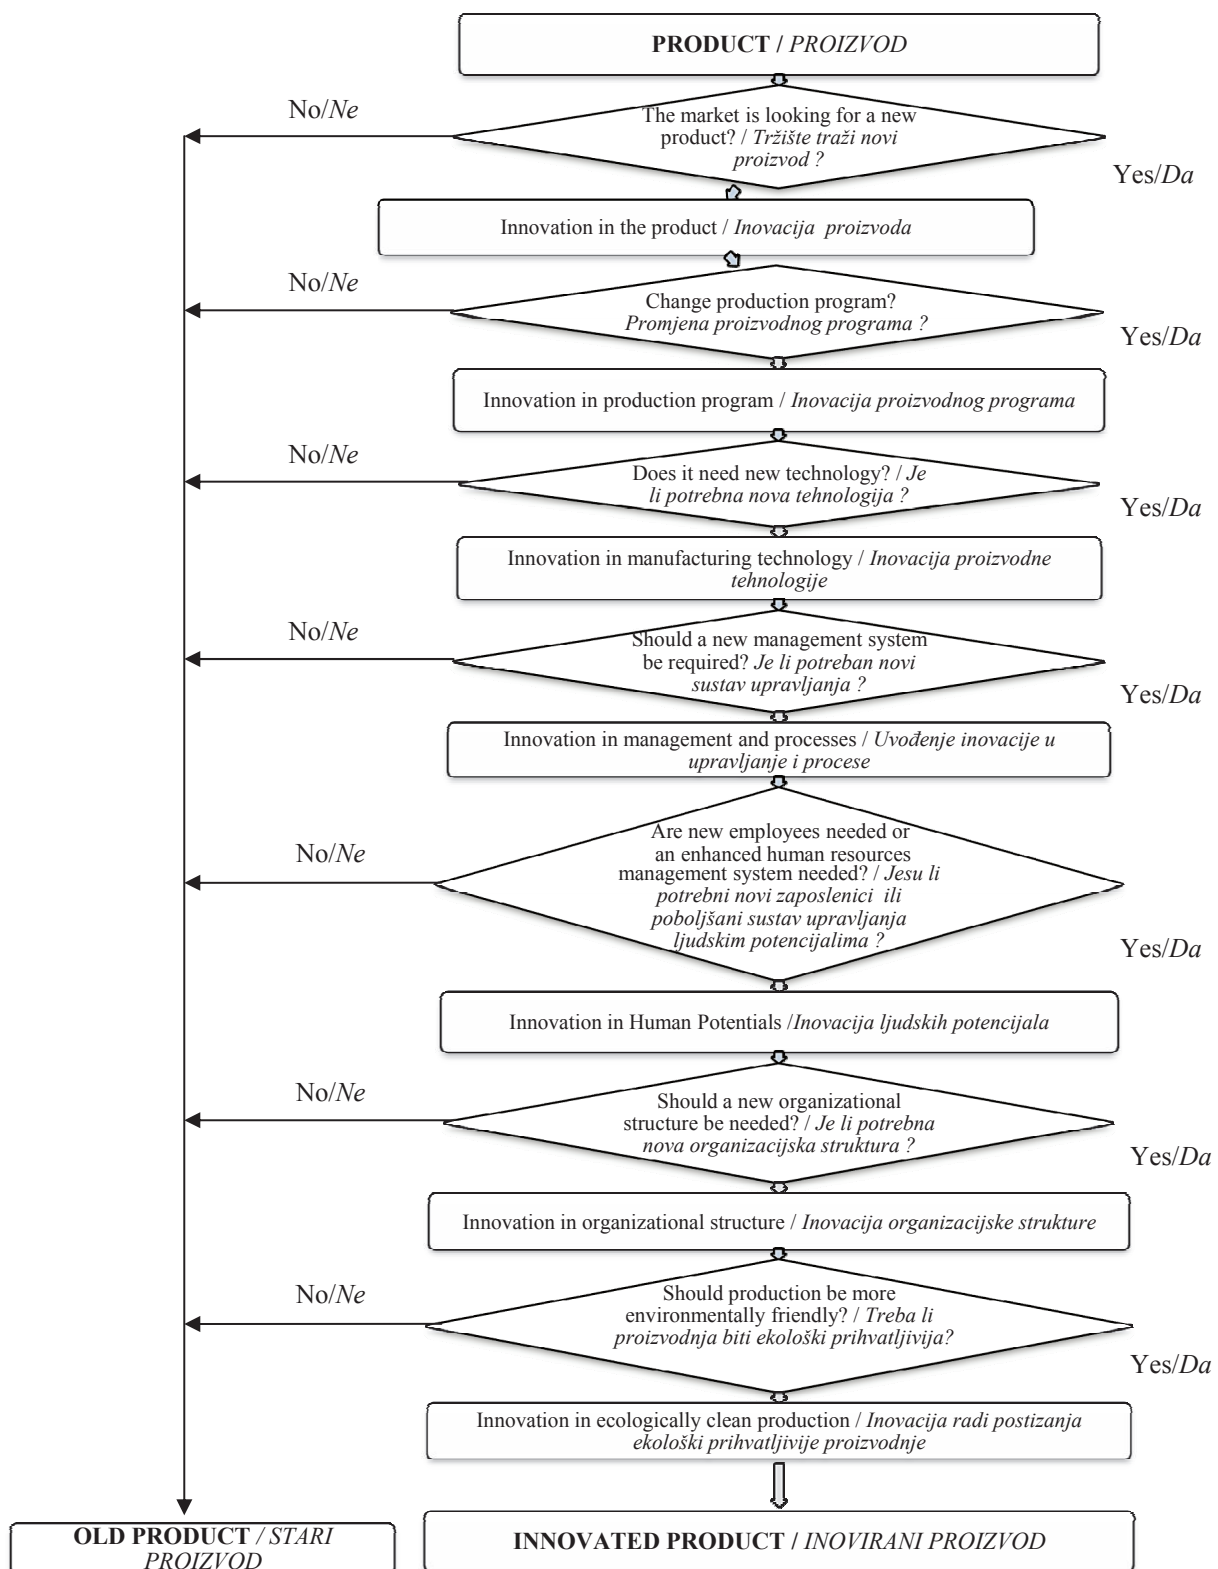 PRODUCT / PROIZVOD
No/Ne
The market is looking for a new
product? / Tržište traži novi
proizvod ?
Yes/Da
Innovation in the product / Inovacija proizvoda
No/Ne
Change production program?
Promjena proizvodnog programa ?
Yes/Da
Innovation in production program / Inovacija proizvodnog programa
No/Ne
Does it need new technology? / Je
li potrebna nova tehnologija ?
Yes/Da
Innovation in manufacturing technology / Inovacija proizvodne
tehnologije
No/Ne
Should a new management system
be required? Je li potreban novi
sustav upravljanja ?
Yes/Da
Innovation in management and processes / Uvođenje inovacije u
upravljanje i procese
No/Ne
Are new employees needed or
an enhanced human resources
management system needed? / Jesu li
potrebni novi zaposlenici ili
poboljšani sustav upravljanja
ljudskim potencijalima ?
Yes/Da
Innovation in Human Potentials /Inovacija ljudskih potencijala
No/Ne
Should a new organizational
structure be needed? / Je li potrebna
nova organizacijska struktura ?
Yes/Da
Innovation in organizational structure / Inovacija organizacijske strukture
No/Ne
Should production be more
environmentally friendly? / Treba li
proizvodnja biti ekološki prihvatljivija?
Yes/Da
Innovation in ecologically clean production / Inovacija radi postizanja
ekološki prihvatljivije proizvodnje
OLD PRODUCT / STARI
PROIZVOD
INNOVATED PRODUCT / INOVIRANI PROIZVOD